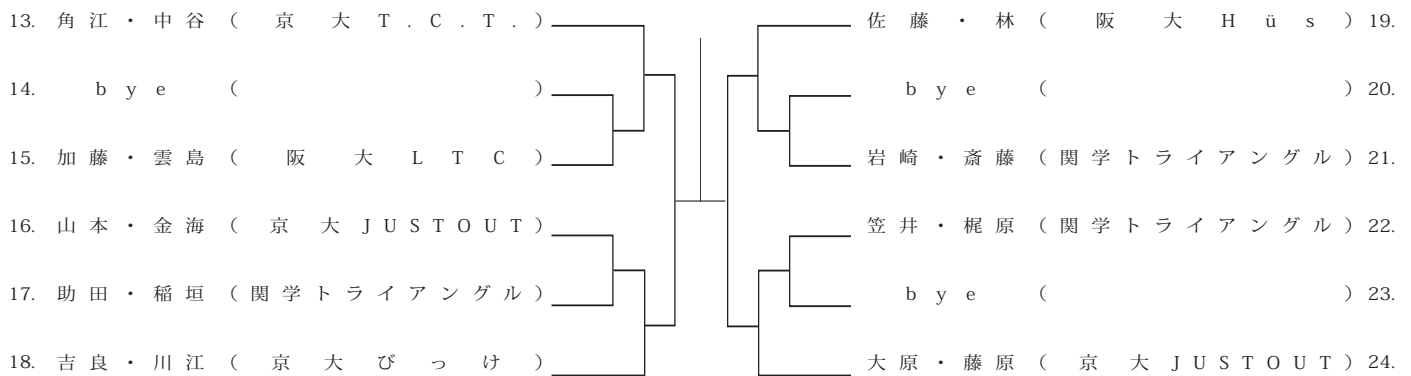 13. 角江・中谷（京大T.C.T.）
14. bye（ ）
15. 加藤・雲島（阪大LTC）
16. 山本・金海（京大JUSTOUT）
17. 助田・稲垣（関学トライアングル）
18. 吉良・川江（京大びっけ）
佐藤・林（阪大Hüs）19.
bye（ ）20.
岩崎・斎藤（関学トライアングル）21.
笠井・梶原（関学トライアングル）22.
bye（ ）23.
大原・藤原（京大JUSTOUT）24.